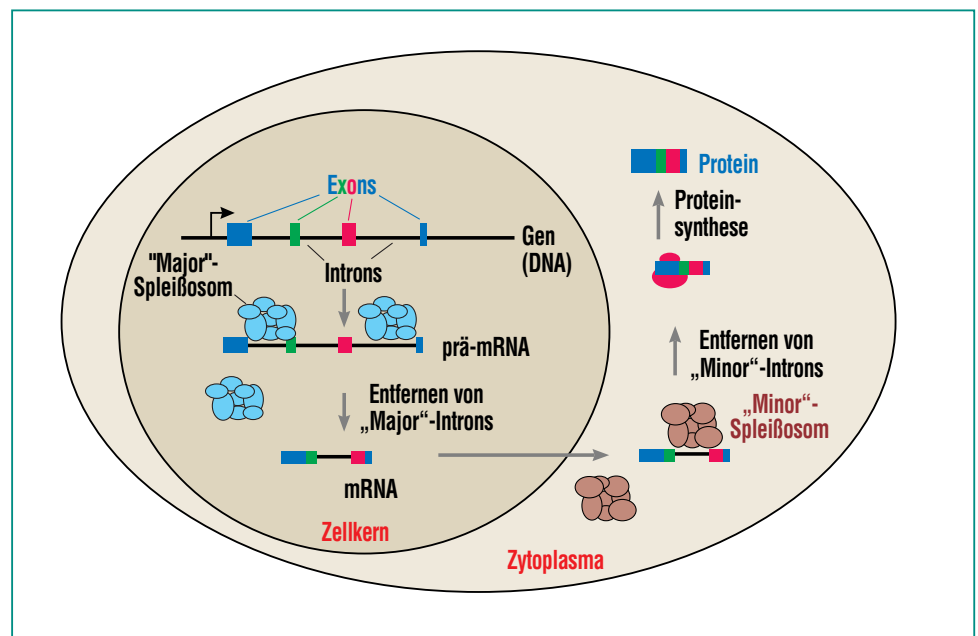 Exons
Gen
(DNA)
"Major"-
Spleißosom
Introns
prä-mRNA
Entfernen von
„Major“-Introns
mRNA
Zellkern
Protein
Protein-
synthese
Entfernen von
„Minor“-Introns
„Minor“-
Spleißosom
Zytoplasma